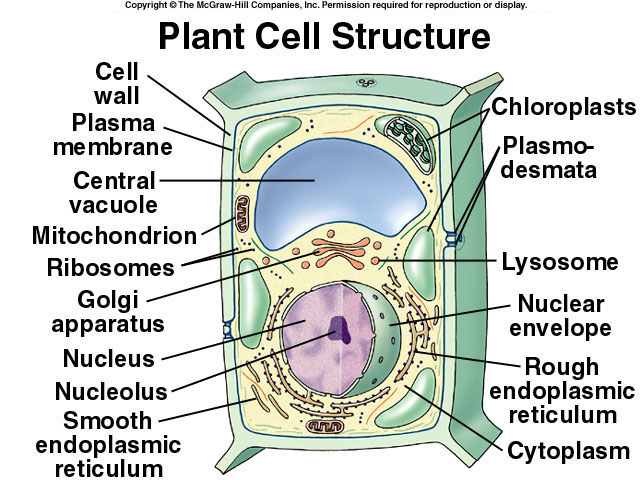 Copyright © The McGraw-Hill Companies, Inc. Permission required for reproduction or display.
Plant Cell Structure
Cell
wall
Plasma
membrane
Central
vacuole
Mitochondrion
Ribosomes
Golgi
apparatus
Nucleus
Nucleolus
Smooth
endoplasmic
reticulum
Chloroplasts
Plasmo-
desmata
Lysosome
Nuclear
envelope
Rough
endoplasmic
reticulum
Cytoplasm